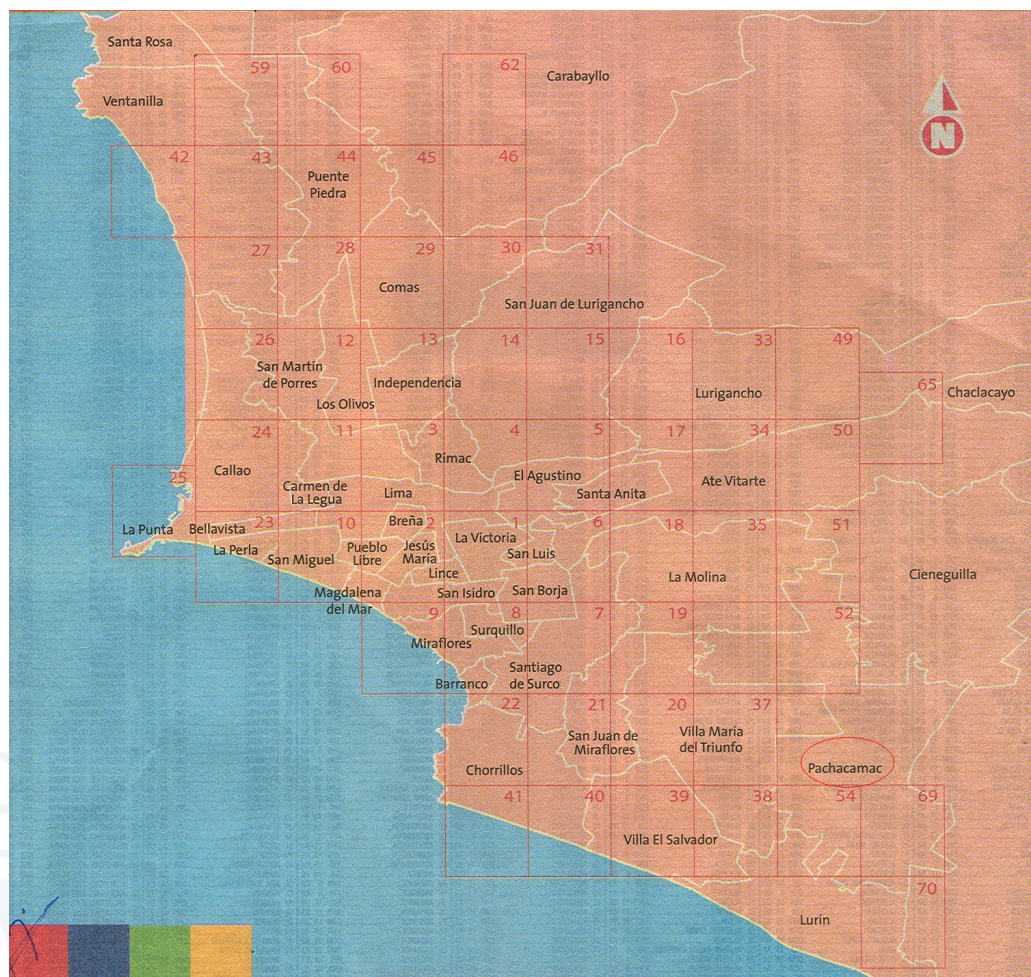 Santa Rosa
59
60
62
Carabayllo
Ventanilla
N
42
43
44
45
46
Puente
Piedra
27
28
29
30
31
Comas
San Juan de Lurigancho
26
12
13
14
15
16
33
49
San Martín
de Porres
Independencia
65
Chaclacayo
Los Olivos
Lurigancho
24
11
3
4
5
17
34
50
Callao
Rímac
25
Carmen de
La Legua
Lima
El Agustino
Santa Anita
Ate Vitarte
La Punta
Bellavista
23
10
Breña
2
1
6
18
35
51
La Perla
San Miguel
Pueblo
Libre
Jesús
María
La Victoria
San Luis
Lince
La Molina
Cieneguilla
Magdalena
del Mar
San Isidro
San Borja
9
8
7
19
52
Miraflores
Surquillo
Barranco
Santiago
de Surco
22
21
20
37
San Juan de
Miraflores
Villa María
del Triunfo
Chorrillos
Pachacamac
41
40
39
38
54
69
Villa El Salvador
70
Lurín